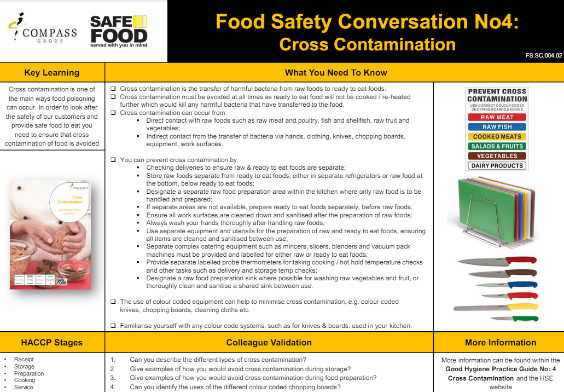 COMPASS
GROUP
SAFE
FOOD
served with you in mind
Food Safety Conversation No4:
Cross Contamination
FS.SC.004.02
Key Learning
Cross contamination is one of
the main ways food poisoning
can occur. In order to look after
the safety of our customers and
provide safe food to eat you
need to ensure that cross
contamination of food is avoided
What You Need To Know
Cross contamination is the transfer of harmful bacteria from raw foods to ready to eat foods.
Cross contamination must be avoided at all times as ready to eat food will not be cooked / re-heated
further which would kill any harmful bacteria that have transferred to the food.
Cross contamination can occur from:
Direct contact with raw foods such as raw meat and poultry, fish and shellfish, raw fruit and
vegetables;
Indirect contact from the transfer of bacteria via hands, clothing, knives, chopping boards,
equipment, work surfaces.
You can prevent cross contamination by:
Checking deliveries to ensure raw & ready to eat foods are separate;
Store raw foods separate from ready to eat foods, either in separate refrigerators or raw food at
the bottom, below ready to eat foods;
Designate a separate raw food preparation area within the kitchen where only raw food is to be
handled and prepared;
If separate areas are not available, prepare ready to eat foods separately, before raw foods;
Ensure all work surfaces are cleaned down and sanitised after the preparation of raw foods;
Always wash your hands thoroughly after handling raw foods;
Use separate equipment and utensils for the preparation of raw and ready to eat foods, ensuring
all items are cleaned and sanitised between use;
Separate complex catering equipment such as mincers, slicers, blenders and vacuum pack
machines must be provided and labelled for either raw or ready to eat foods;
Provide separate labelled probe thermometers for taking cooking / hot hold temperature checks
and other tasks such as delivery and storage temp checks;
Designate a raw food preparation sink where possible for washing raw vegetables and fruit, or
thoroughly clean and sanitise a shared sink between use.
The use of colour coded equipment can help to minimise cross contamination, e.g. colour coded
knives, chopping boards, cleaning cloths etc.
Familiarise yourself with any colour code systems, such as for knives & boards, used in your kitchen.
PREVENT CROSS
CONTAMINATION
USE CORRECT COLOUR CODED
CHOPPING BOARDS & KNIVES
RAW MEAT
RAW FISH
COOKED MEATS
SALADS & FRUITS
VEGETABLES
DAIRY PRODUCTS
Cross
Contamination
HACCP Stages
Receipt
Storage
Preparation
Cooking
Service
Colleague Validation
1. Can you describe the different types of cross contamination?
2. Give examples of how you would avoid cross contamination during storage?
3. Give examples of how you would avoid cross contamination during food preparation?
4. Can you identify the uses of the different colour coded chopping boards?
More Information
More information can be found within the
Good Hygiene Practice Guide No: 4
Cross Contamination and the HSE
website